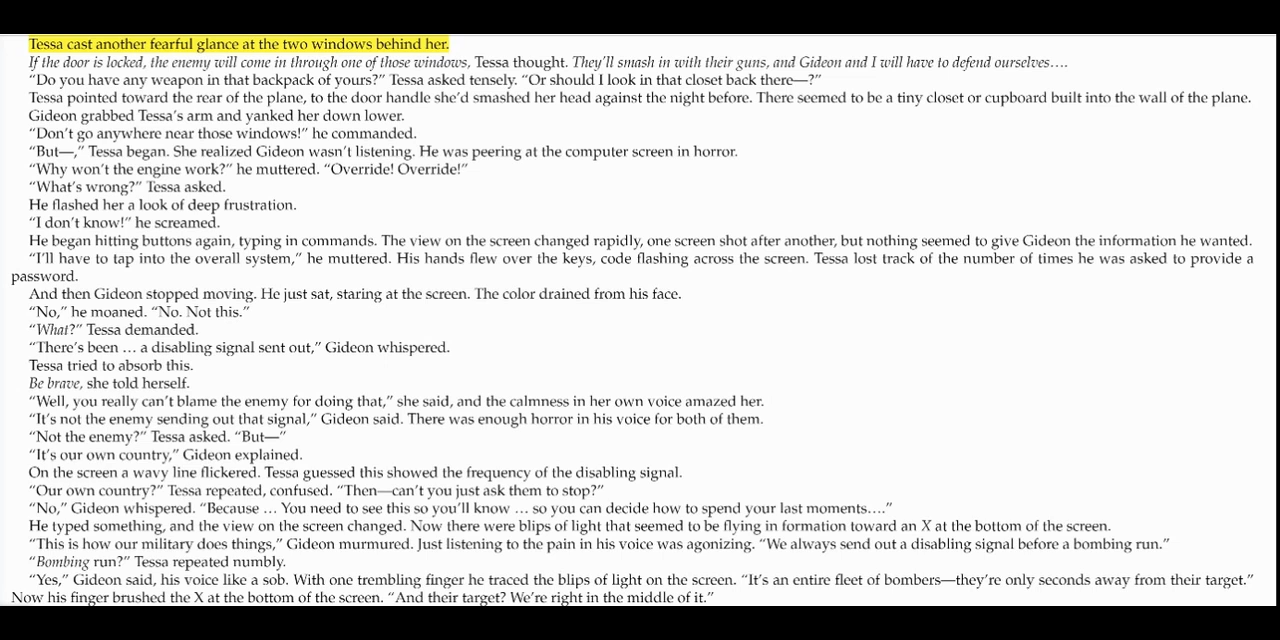 Tessa cast another fearful glance at the two windows behind her.
If the door is locked, the enemy will come in through one of those windows, Tessa thought. They’ll smash in with their guns, and Gideon and I will have to defend ourselves….
“Do you have any weapon in that backpack of yours?” Tessa asked tensely. “Or should I look in that closet back there—?”
Tessa pointed toward the rear of the plane, to the door handle she’d smashed her head against the night before. There seemed to be a tiny closet or cupboard built into the wall of the plane.
Gideon grabbed Tessa’s arm and yanked her down lower.
“Don’t go anywhere near those windows!” he commanded.
“But—,” Tessa began. She realized Gideon wasn’t listening. He was peering at the computer screen in horror.
“Why won’t the engine work?” he muttered. “Override! Override!”
“What’s wrong?” Tessa asked.
He flashed her a look of deep frustration.
“I don’t know!” he screamed.
He began hitting buttons again, typing in commands. The view on the screen changed rapidly, one screen shot after another, but nothing seemed to give Gideon the information he wanted.
“I’ll have to tap into the overall system,” he muttered. His hands flew over the keys, code flashing across the screen. Tessa lost track of the number of times he was asked to provide a
password.
And then Gideon stopped moving. He just sat, staring at the screen. The color drained from his face.
“No,” he moaned. “No. Not this.”
“What?” Tessa demanded.
“There’s been … a disabling signal sent out,” Gideon whispered.
Tessa tried to absorb this.
Be brave, she told herself.
“Well, you really can’t blame the enemy for doing that,” she said, and the calmness in her own voice amazed her.
“It’s not the enemy sending out that signal,” Gideon said. There was enough horror in his voice for both of them.
“Not the enemy?” Tessa asked. “But—”
“It’s our own country,” Gideon explained.
On the screen a wavy line flickered. Tessa guessed this showed the frequency of the disabling signal.
“Our own country?” Tessa repeated, confused. “Then—can’t you just ask them to stop?”
“No,” Gideon whispered. “Because … You need to see this so you’ll know … so you can decide how to spend your last moments….”
He typed something, and the view on the screen changed. Now there were blips of light that seemed to be flying in formation toward an X at the bottom of the screen.
“This is how our military does things,” Gideon murmured. Just listening to the pain in his voice was agonizing. “We always send out a disabling signal before a bombing run.”
“Bombing run?” Tessa repeated numbly.
“Yes,” Gideon said, his voice like a sob. With one trembling finger he traced the blips of light on the screen. “It’s an entire fleet of bombers—they’re only seconds away from their target.”
Now his finger brushed the X at the bottom of the screen. “And their target? We’re right in the middle of it.”